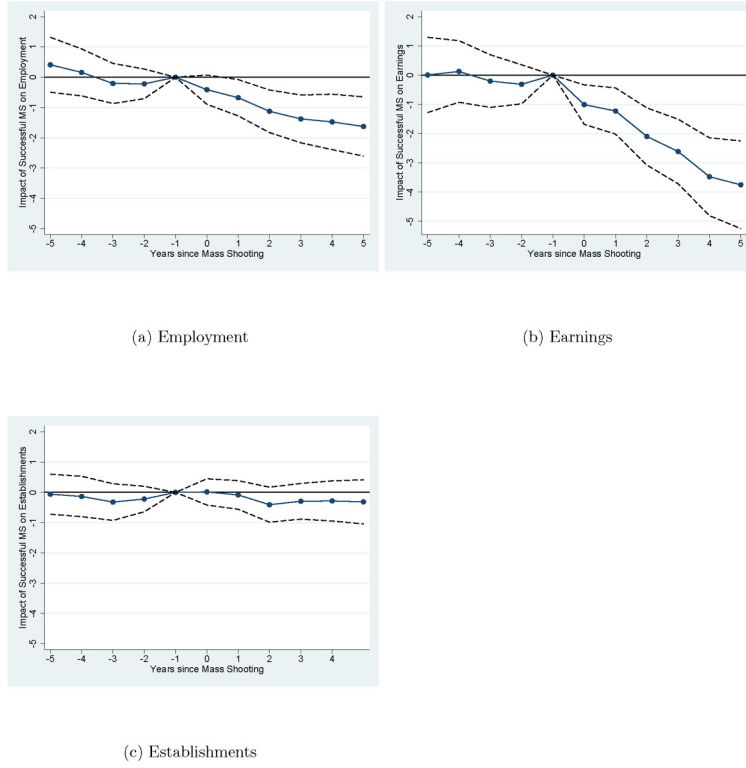 Impact of Successful MS on Employment
2
1
0
-1
-2
-3
-4
-5
-5 -4 -3 -2 -1 0 1 2 3 4 5
Years since Mass Shooting
(a) Employment
Impact of Successful MS on Earnings
2
1
0
-1
-2
-3
-4
-5
-5 -4 -3 -2 -1 0 1 2 3 4 5
Years since Mass Shooting
(b) Earnings
Impact of Successful MS on Establishments
2
1
0
-1
-2
-3
-4
-5
-5 -4 -3 -2 -1 0 1 2 3 4
Years since Mass Shooting
(c) Establishments